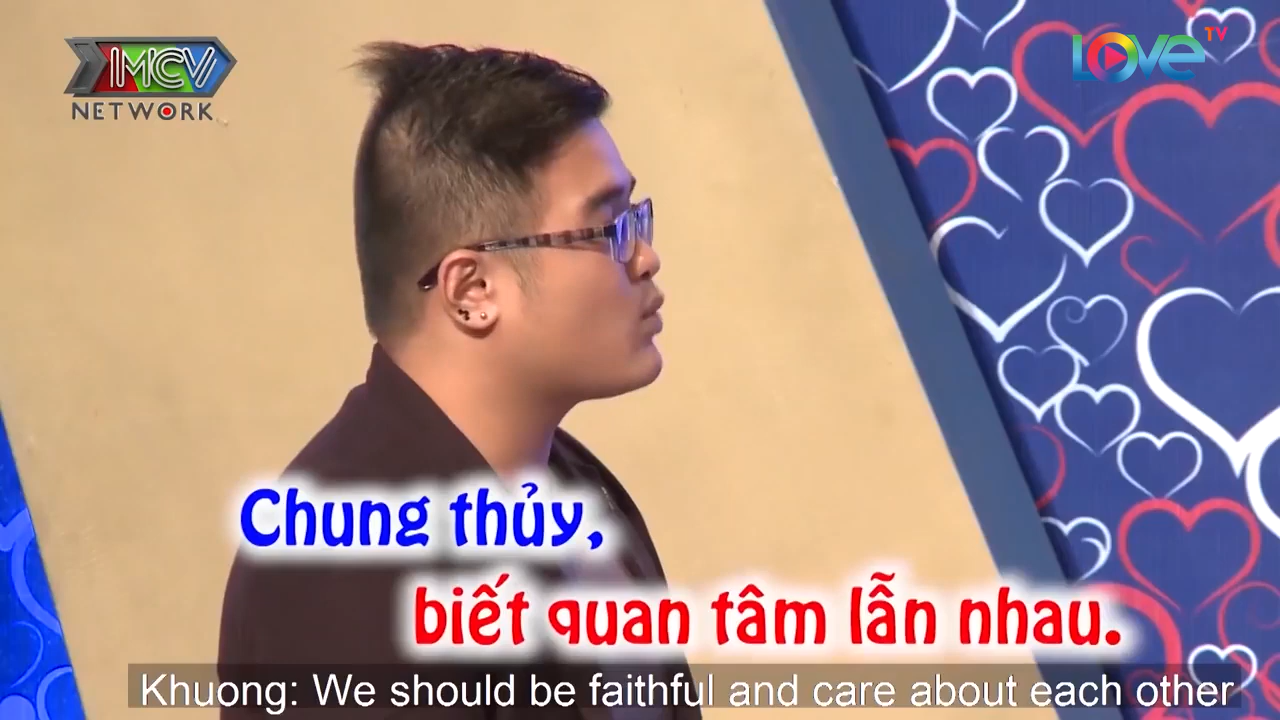 MCV
NETWORK
LOVE TV
Chung thủy,
biết quan tâm lẫn nhau.
Khuong: We should be faithful and care about each other